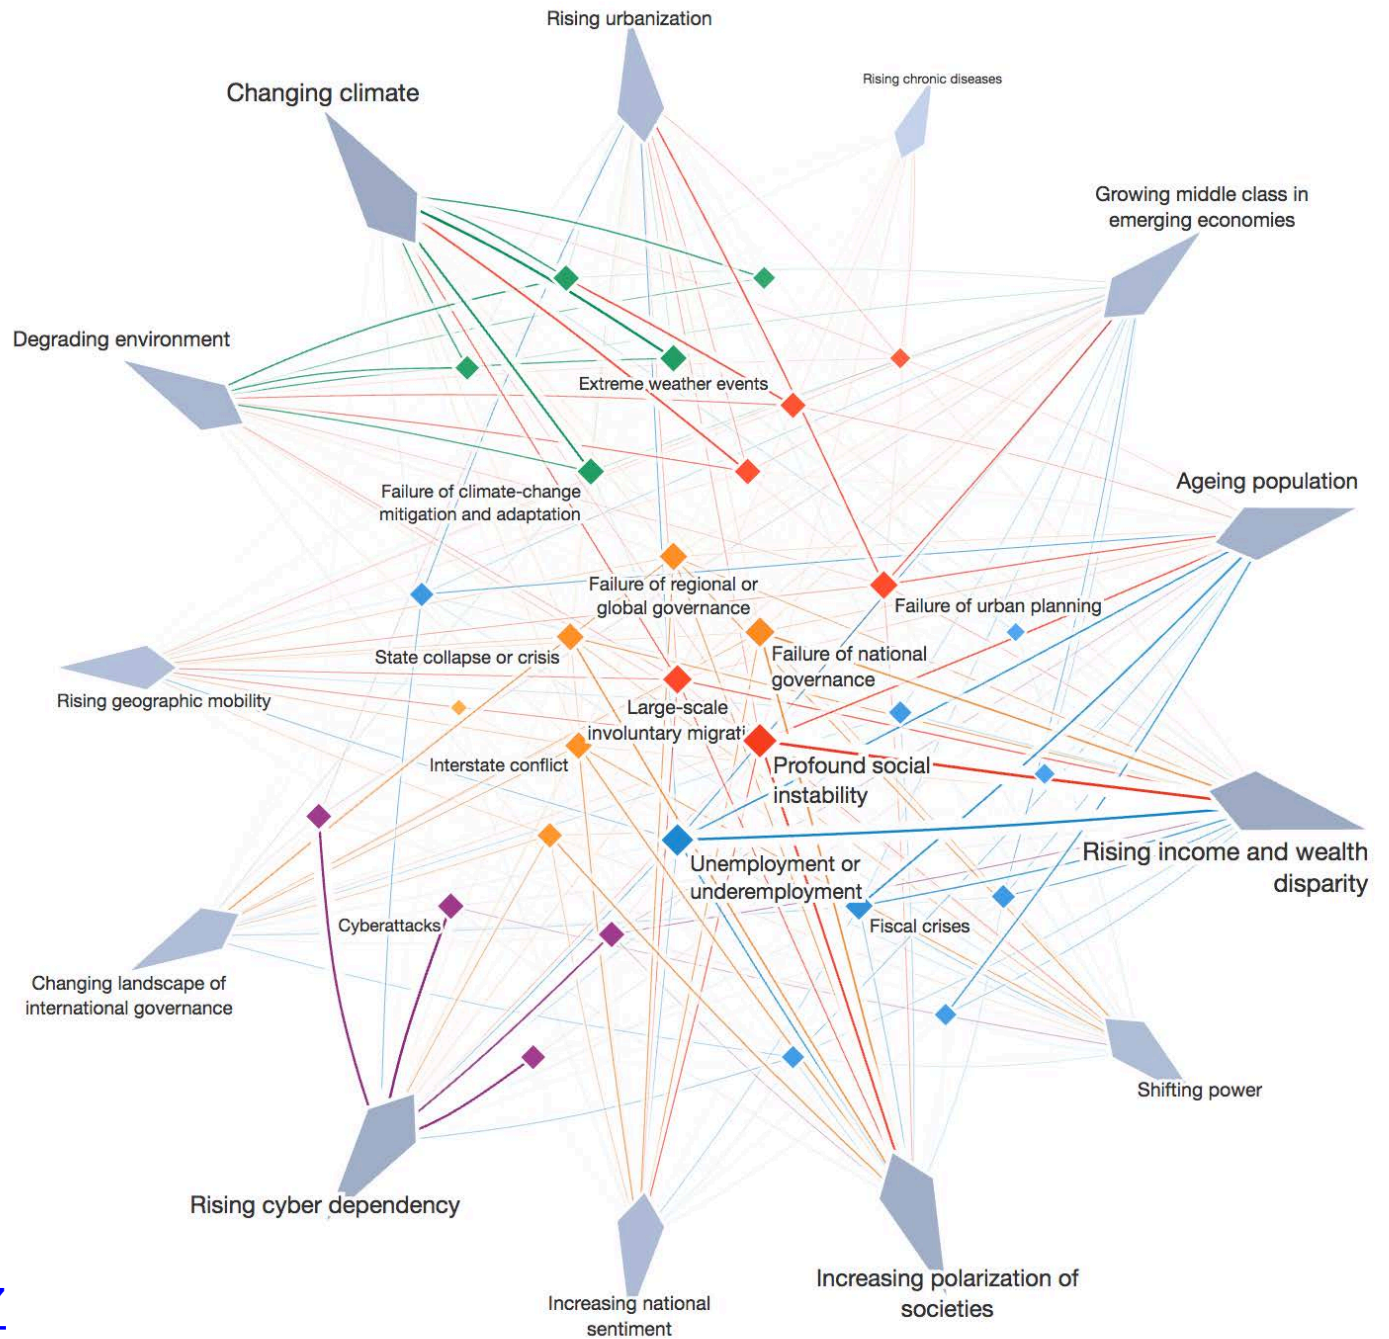 Rising urbanization
Rising chronic diseases
Changing climate
Growing middle class in
emerging economies
Degrading environment
Extreme weather events
Ageing population
Failure of climate-change
mitigation and adaptation
Failure of regional or
global governance
Failure of urban planning
State collapse or crisis
Failure of national
governance
Rising geographic mobility
Large-scale
involuntary migrati
Interstate conflict
Profound social
instability
Unemployment or
underemployment
Rising income and wealth
disparity
Cyberattacks
Fiscal crises
Changing landscape of
international governance
Shifting power
Rising cyber dependency
Increasing polarization of
societies
Increasing national
sentiment